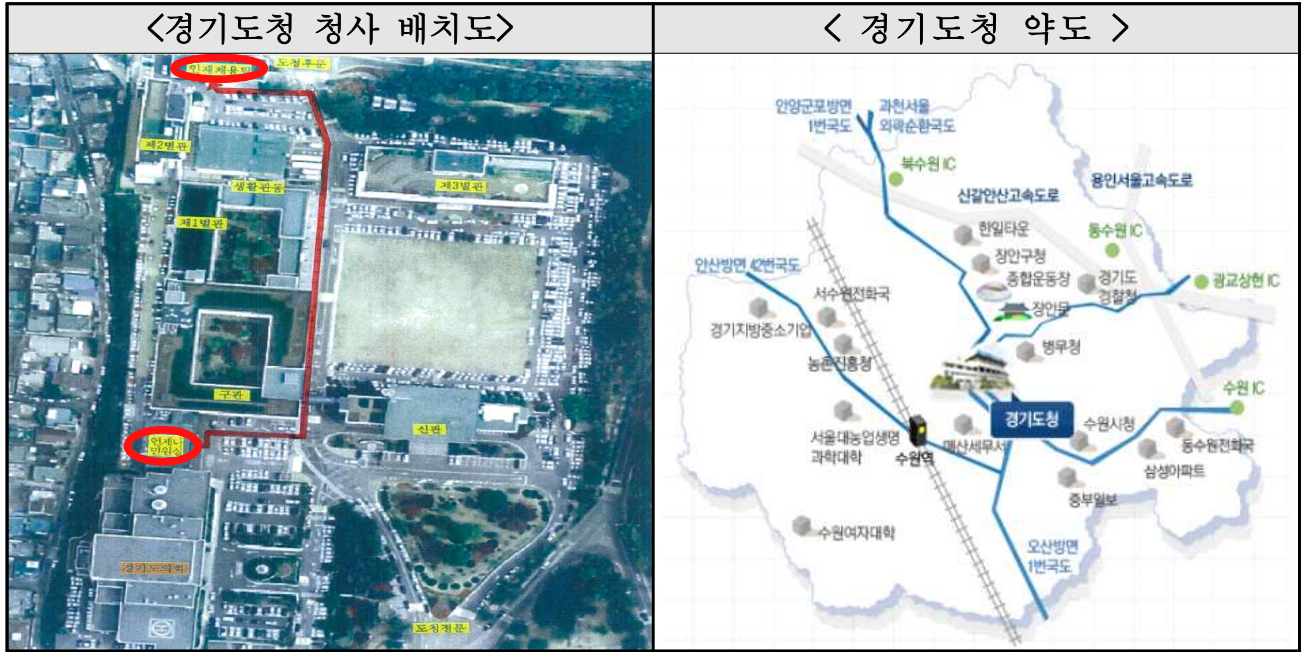 <경기도청 청사 배치도>
도청후문
제2별관
생활관동
제3별관
제1별관
구관
신관
언제나
민원실
경기도의회
도청정문
< 경기도청 약도 >
안양군포방면
1번국도
과천서울
외곽순환국도
북수원 IC
용인서울고속도로
신갈안산고속도로
한일타운
동수원 IC
장안구청
종합운동장
경기도
경찰청
광교상현 IC
안산방면 42번국도
서수원전화국
장안문
경기지방중소기업
병무청
농촌진흥청
수원 IC
경기도청
서울대농업생명
과학대학
수원역
매산세무서
수원시청
동수원전화국
삼성아파트
중부일보
수원여자대학
오산방면
1번국도